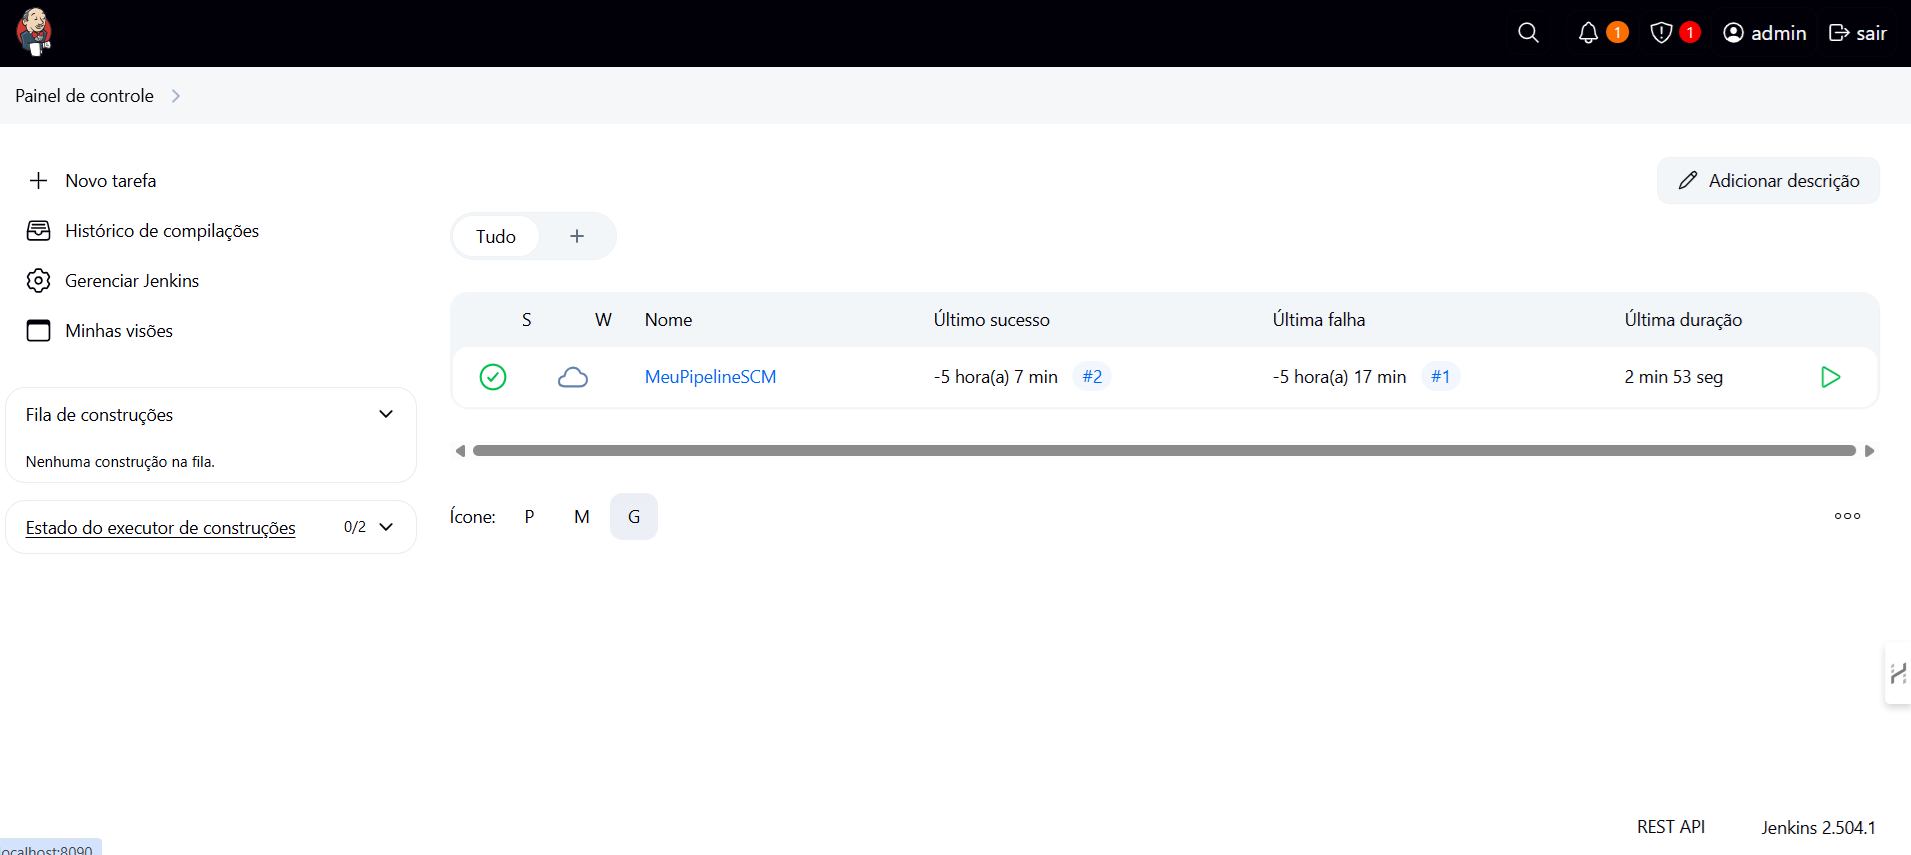 1 1 admin sair
Painel de controle
Novo tarefa
Histórico de compilações
Gerenciar Jenkins
Minhas visões
Fila de construções
Nenhuma construção na fila.
Estado do executor de construções 0/2
Adicionar descrição
Tudo +
S W Nome Último sucesso Última falha Última duração
MeuPipelineSCM -5 hora(a) 7 min #2 -5 hora(a) 17 min #1 2 min 53 seg
Ícone: P M G
REST API Jenkins 2.504.1
localhost:8090